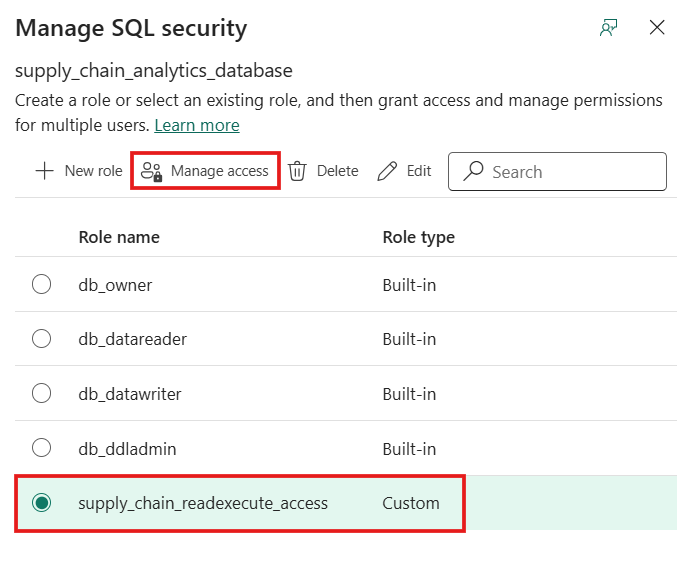 Manage SQL security
supply_chain_analytics_database
Create a role or select an existing role, and then grant access and manage permissions
for multiple users. Learn more
New role Manage access Delete Edit Search
Role name Role type
db_owner Built-in
db_datareader Built-in
db_datawriter Built-in
db_ddladmin Built-in
supply_chain_readexecute_access Custom